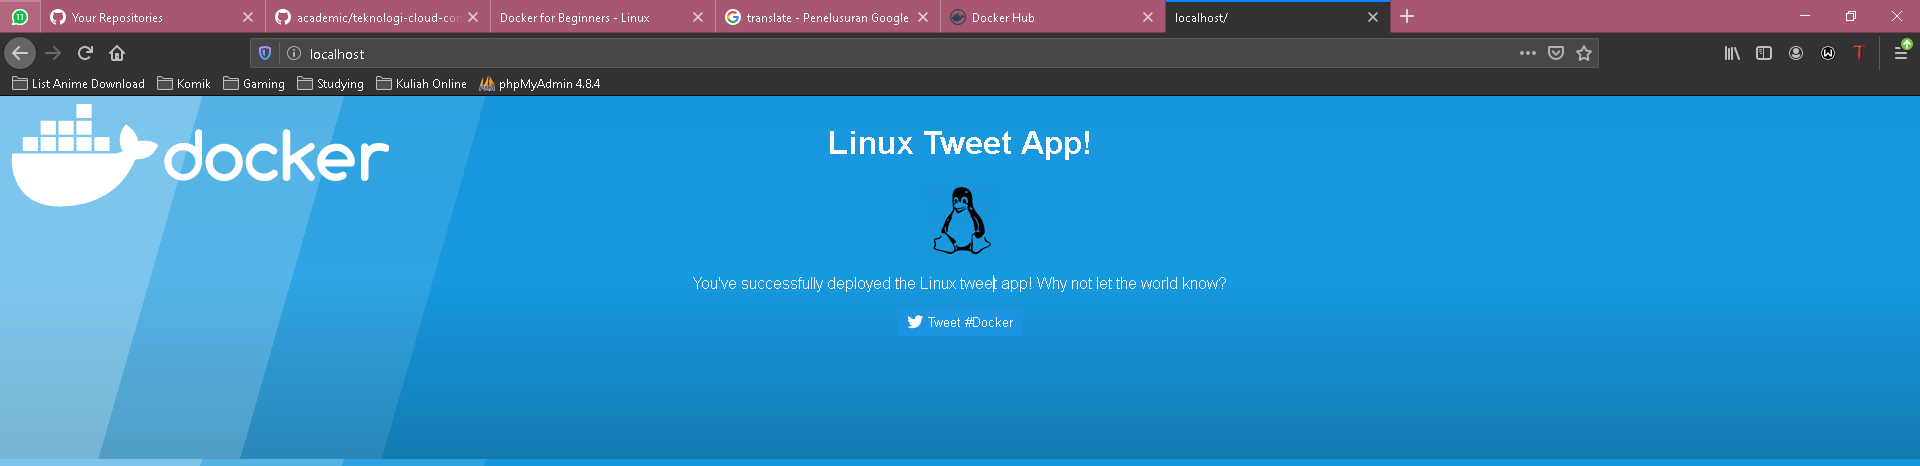 11
Your Repositories
academic/teknologi-cloud-com
Docker for Beginners - Linux
translate - Penelusuran Google
Docker Hub
localhost/
localhost
List Anime Download
Komik
Gaming
Studying
Kuliah Online
phpMyAdmin 4.8.4
docker
Linux Tweet App!
You've successfully deployed the Linux tweet app! Why not let the world know?
Tweet #Docker